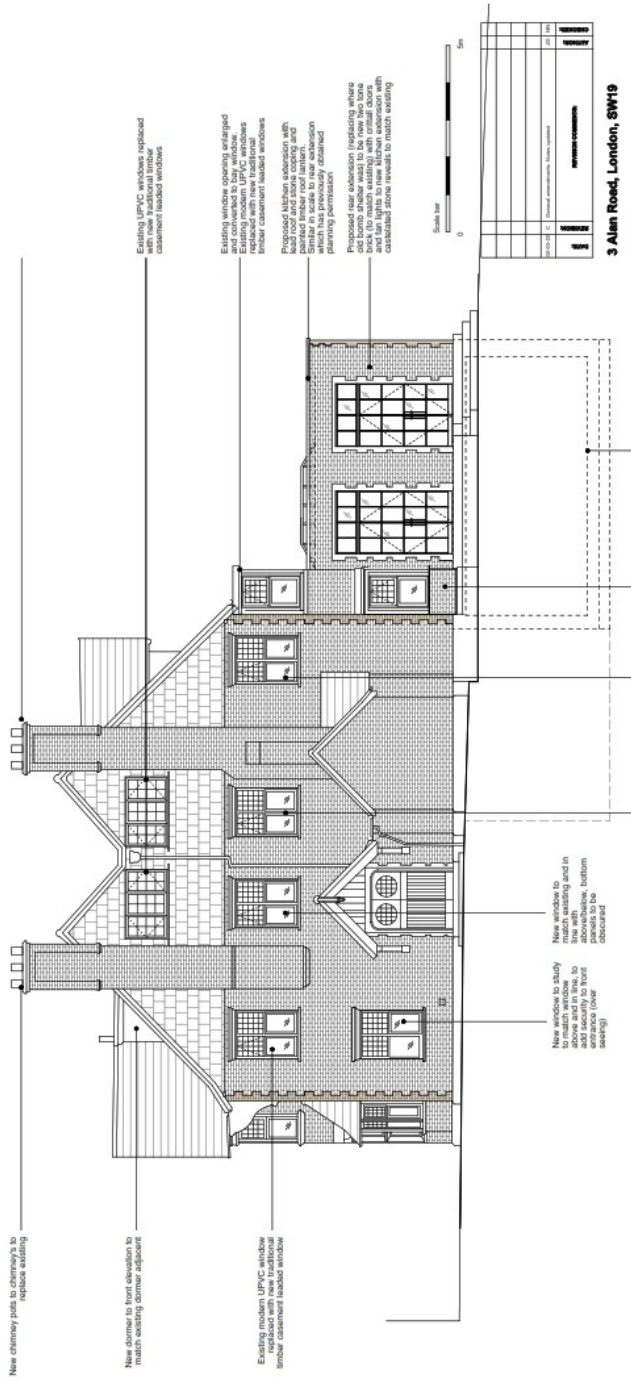 New chimney pots to chimney's to
replace existing
New dormer to front elevation to
match existing dormer adjacent
Existing modern UPVC window
replaced with new traditional
timber casement leaded window
New window to study
to match window
above and in line, to
add security to front
entrance (over
seeing)
New window to
match existing and in
line with
above/below, bottom
panels to be
obscured
Existing UPVC windows replaced
with new traditional timber
casement leaded windows
Existing window opening enlarged
and converted to bay window.
Existing modern UPVC windows
replaced with new traditional
timber casement leaded windows
Proposed kitchen extension with
lead roof and stone coping and
painted timber roof lantern.
Similar in scale to rear extension
which has previously obtained
planning permission
Proposed rear extension (replacing where
old bomb shelter was) to be new two tone
brick (to match existing) with crittall doors
and fan lights to new kitchen extension with
castellated stone reveals to match existing
Scale bar
0
5m
DATE:
REVISION:
REVISION COMMENTS:
AUTHOR:
CHECKED:
C
JD
3 Alan Road, London, SW19